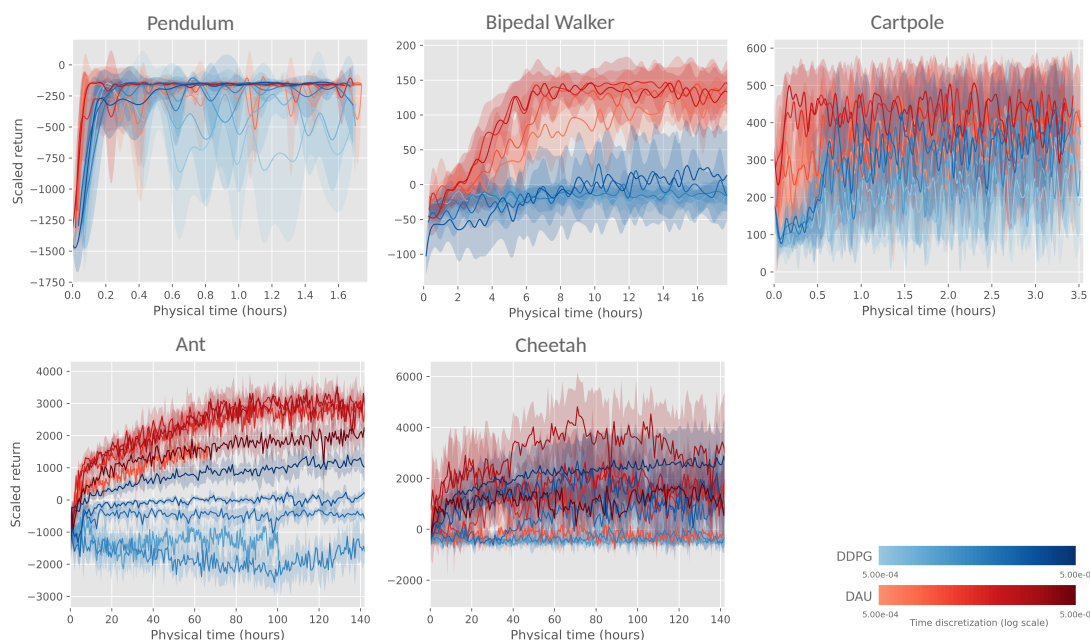 Pendulum
Bipedal Walker
Cartpole
Scaled return
0
−250
−500
−750
−1000
−1250
−1500
−1750
0.0 0.2 0.4 0.6 0.8 1.0 1.2 1.4 1.6
Physical time (hours)
200
150
100
50
0
−50
−100
0 2 4 6 8 10 12 14 16
Physical time (hours)
600
500
400
300
200
100
0
0.0 0.5 1.0 1.5 2.0 2.5 3.0 3.5
Physical time (hours)
Ant
Cheetah
Scaled return
4000
3000
2000
1000
0
−1000
−2000
−3000
0 20 40 60 80 100 120 140
Physical time (hours)
6000
4000
2000
0
−2000
0 20 40 60 80 100 120 140
Physical time (hours)
DDPG
5.00e-04 5.00e-0
DAU
5.00e-04 5.00e-0
Time discretization (log scale)